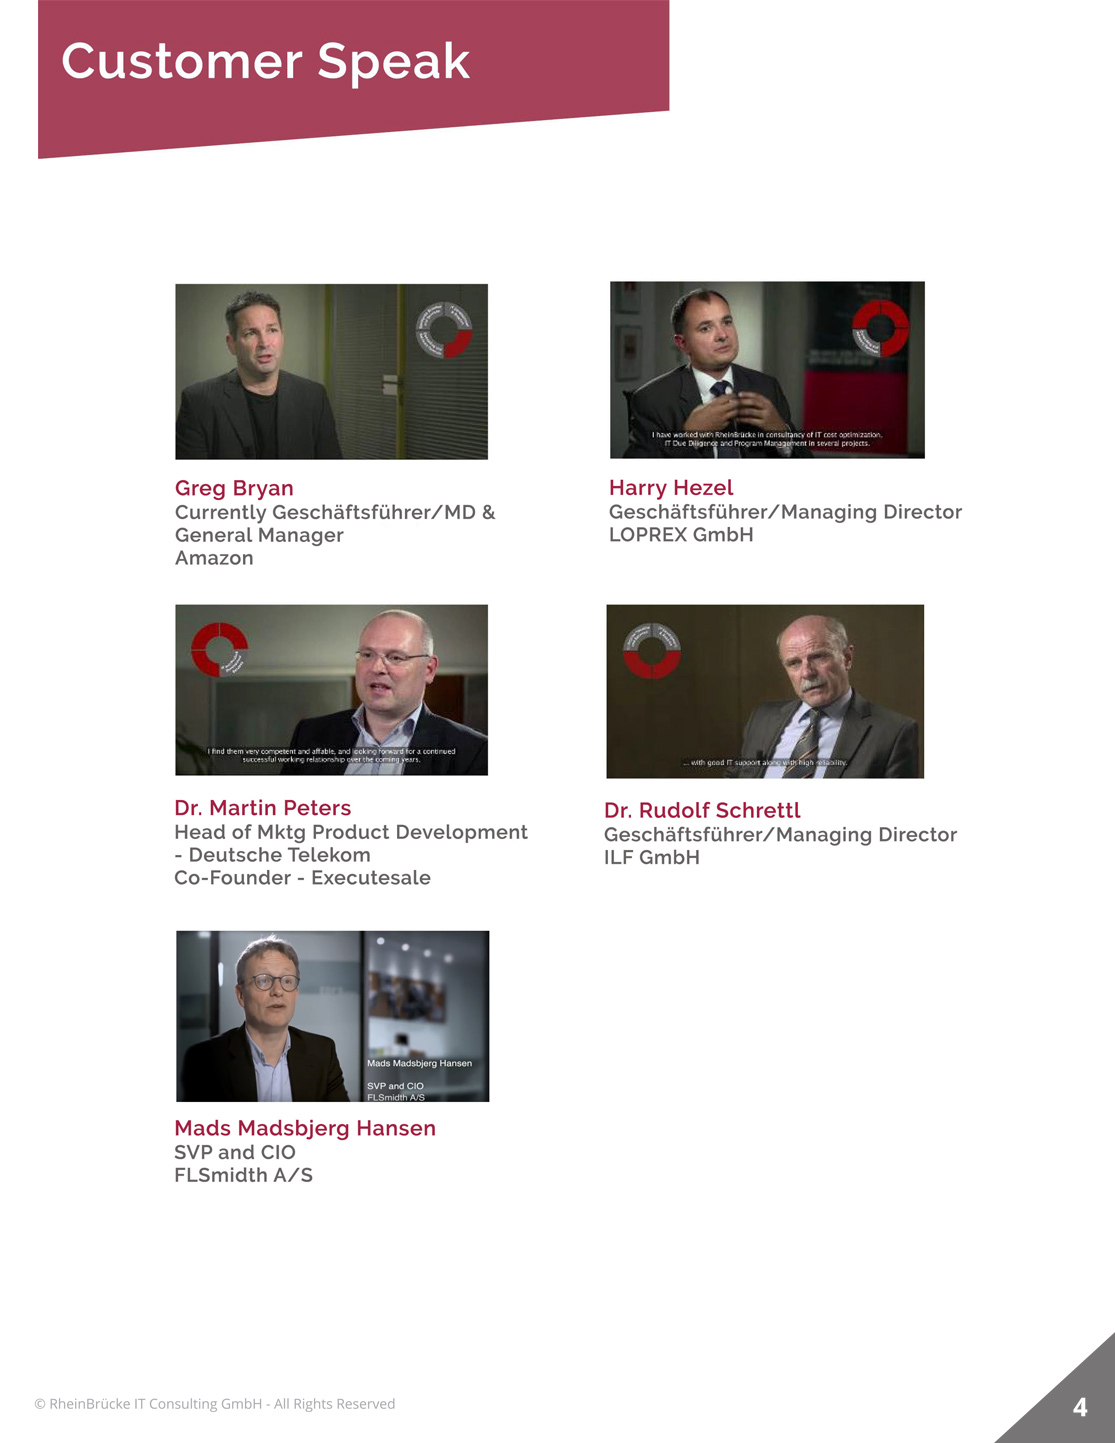 Customer Speak
Greg Bryan
Currently Geschäftsführer/MD &
General Manager
Amazon
I have worked with RheinBrücke in consultancy of IT cost optimization,
IT Due Diligence and Program Management in several projects.
Harry Hezel
Geschäftsführer/Managing Director
LOPREX GmbH
I find them very competent and affable, and looking forward for a continued
successful working relationship over the coming years.
Dr. Martin Peters
Head of Mktg Product Development
- Deutsche Telekom
Co-Founder - Executesale
... with good IT support along with high reliability.
Dr. Rudolf Schrettl
Geschäftsführer/Managing Director
ILF GmbH
Mads Madsbjerg Hansen
SVP and CIO
FLSmidth A/S
Mads Madsbjerg Hansen
SVP and CIO
FLSmidth A/S
© RheinBrücke IT Consulting GmbH - All Rights Reserved
4